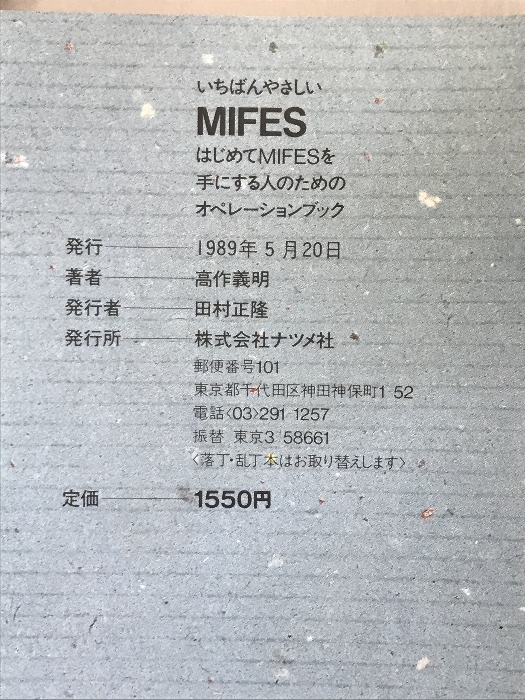 いちばんやさしい
MIFES
はじめてMIFESを
手にする人のための
オペレーションブック
発行 1989年5月20日
著者 高作義明
発行者 田村正隆
発行所 株式会社ナツメ社
郵便番号101
東京都千代田区神田神保町1 52
電話〈03〉291 1257
振替 東京3 58661
〈落丁・乱丁本はお取り替えします〉
定価 1550円